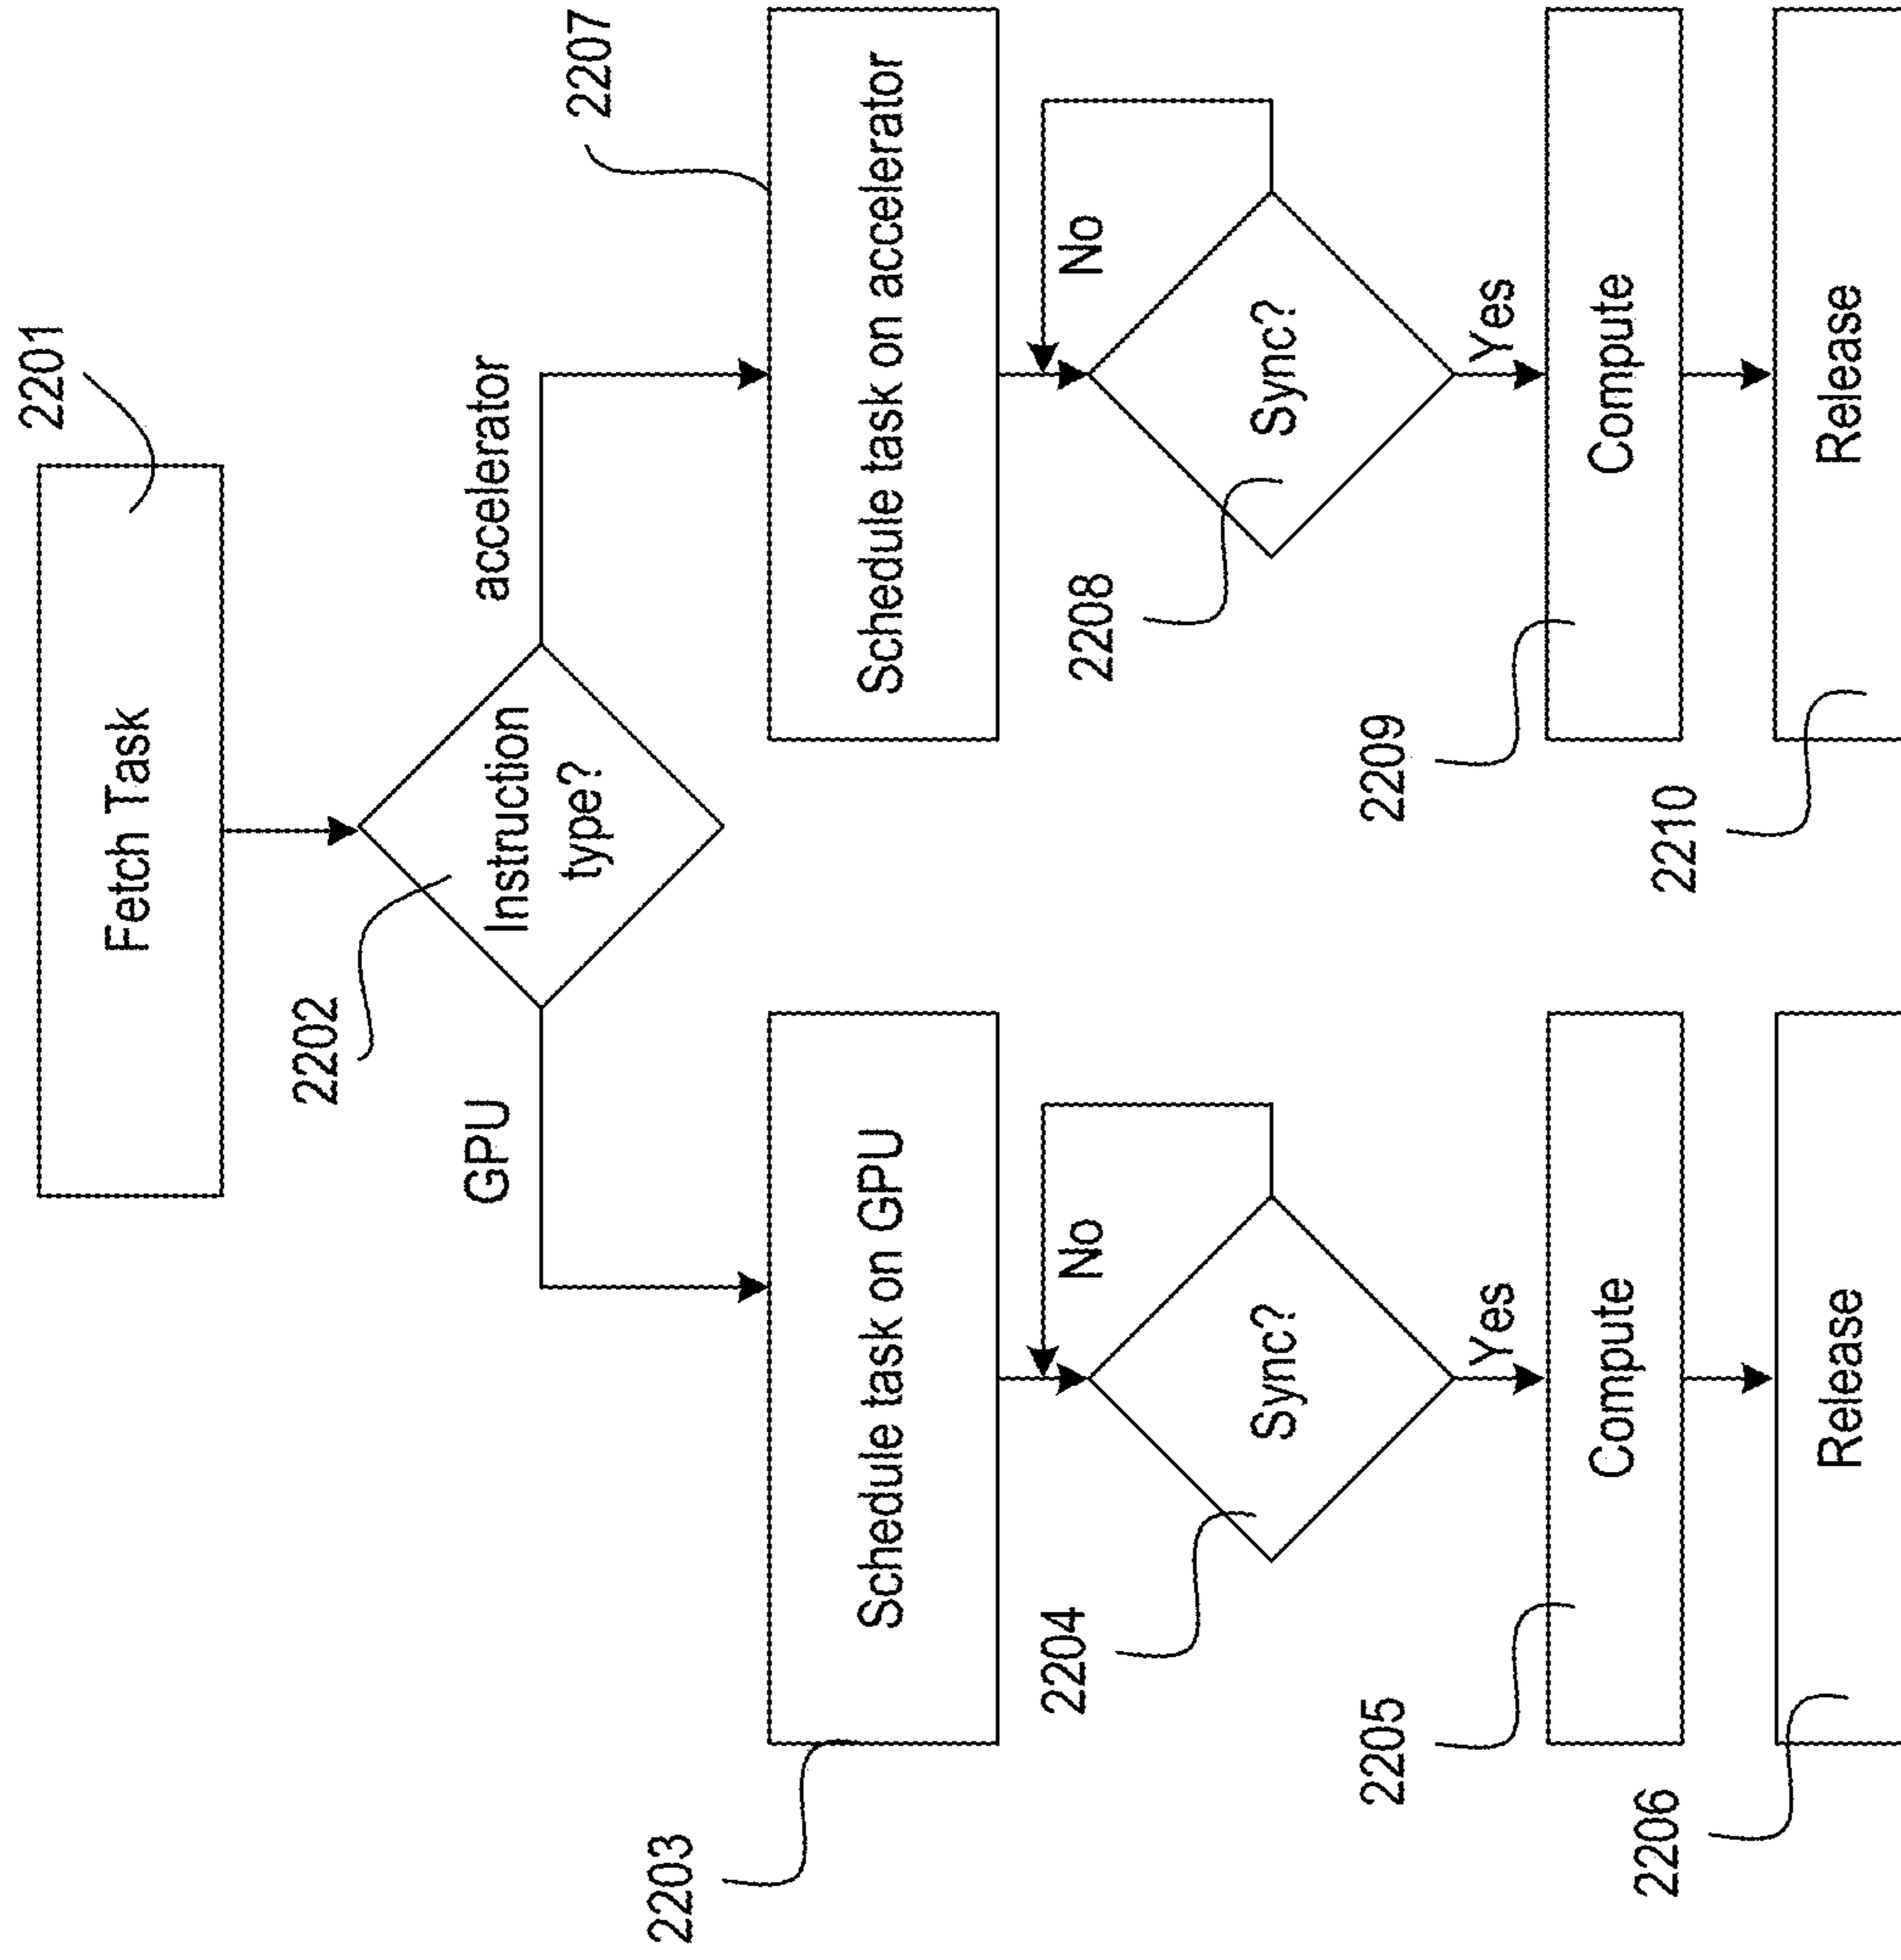 2201
Fetch Task
2202
Instruction
type?
GPU
accelerator
2203
Schedule task on GPU
2207
Schedule task on accelerator
No
No
2204
Sync?
2208
Sync?
Yes
Yes
2205
Compute
2209
Compute
2206
Release
2210
Release